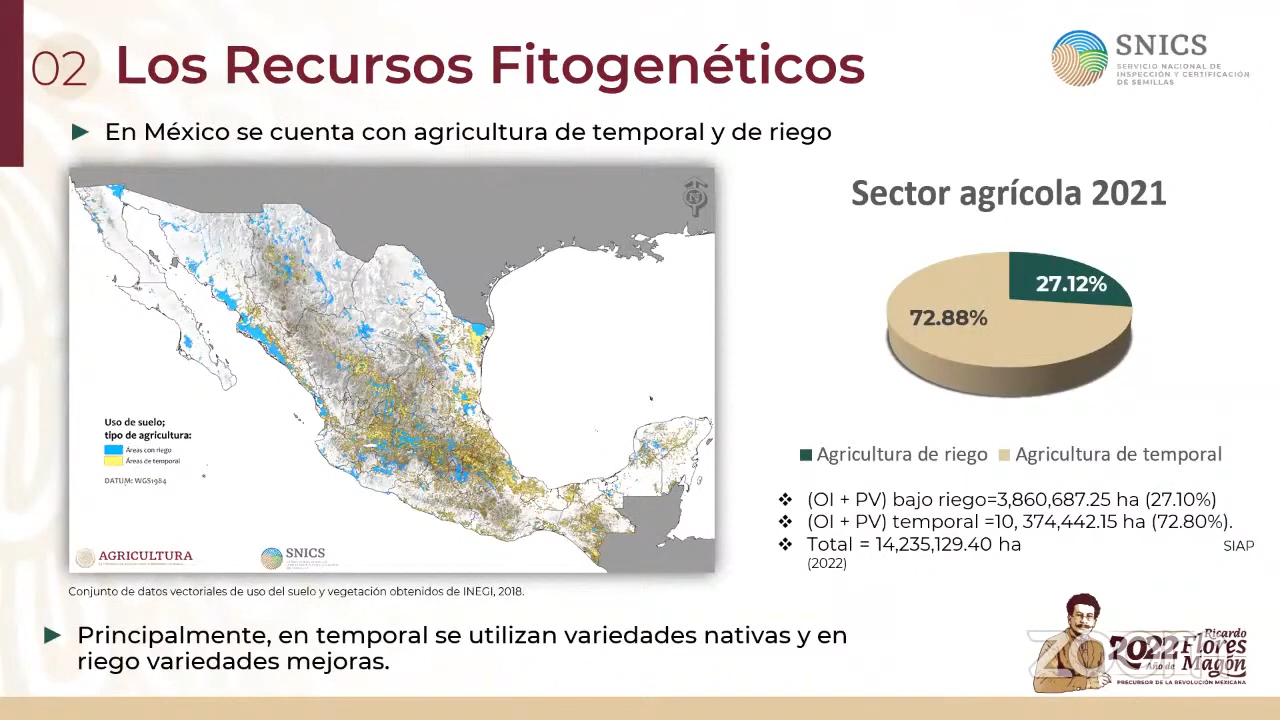 02 Los Recursos Fitogenéticos
SNICS
SERVICIO NACIONAL DE
INSPECCIÓN Y CERTIFICACIÓN
DE SEMILLAS
En México se cuenta con agricultura de temporal y de riego
Uso de suelo;
tipo de agricultura:
Áreas con riego
Áreas de temporal
DATUM: WGS1984
AGRICULTURA
SNICS
Conjunto de datos vectoriales de uso del suelo y vegetación obtenidos de INEGI, 2018.
Sector agrícola 2021
27.12%
72.88%
Agricultura de riego Agricultura de temporal
❖ (OI + PV) bajo riego=3,860,687.25 ha (27.10%)
❖ (OI + PV) temporal =10, 374,442.15 ha (72.80%).
❖ Total = 14,235,129.40 ha SIAP
(2022)
Principalmente, en temporal se utilizan variedades nativas y en
riego variedades mejoras.
2022 Ricardo
Flores
Año de Magón
PRECURSOR DE LA REVOLUCIÓN MEXICANA
zoom